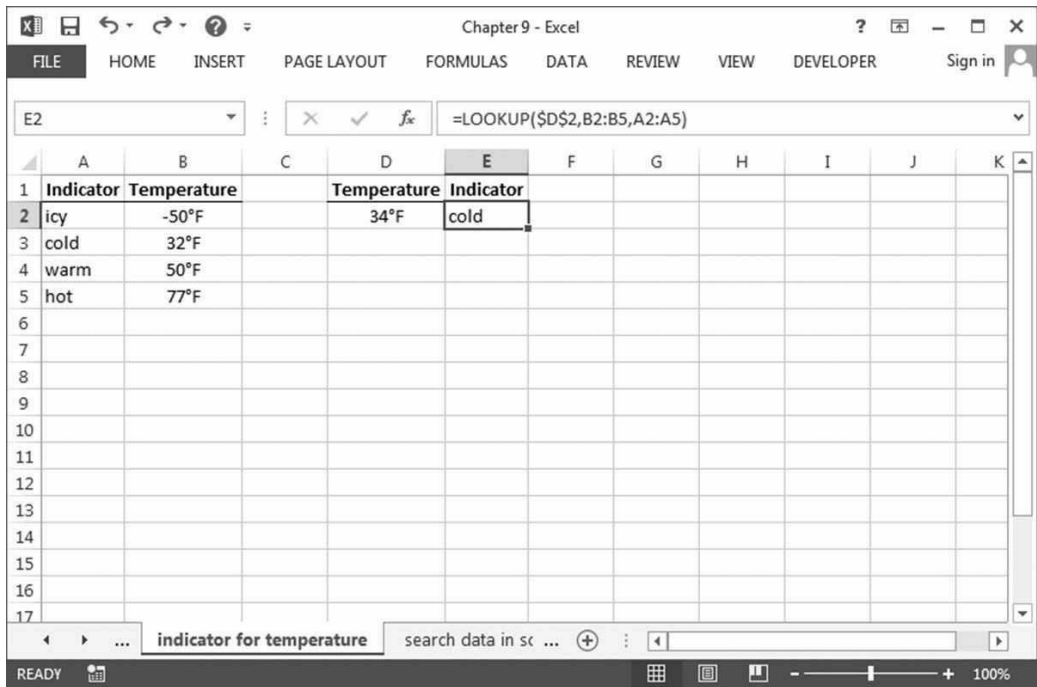 Chapter 9 - Excel
FILE HOME INSERT PAGE LAYOUT FORMULAS DATA REVIEW VIEW DEVELOPER Sign in
E2 fx =LOOKUP($D$2,B2:B5,A2:A5)
A B C D E F G H I J K
1 Indicator Temperature Temperature Indicator
2 icy -50°F 34°F cold
3 cold 32°F
4 warm 50°F
5 hot 77°F
6
7
8
9
10
11
12
13
14
15
16
17
... indicator for temperature search data in sc ...
READY 100%